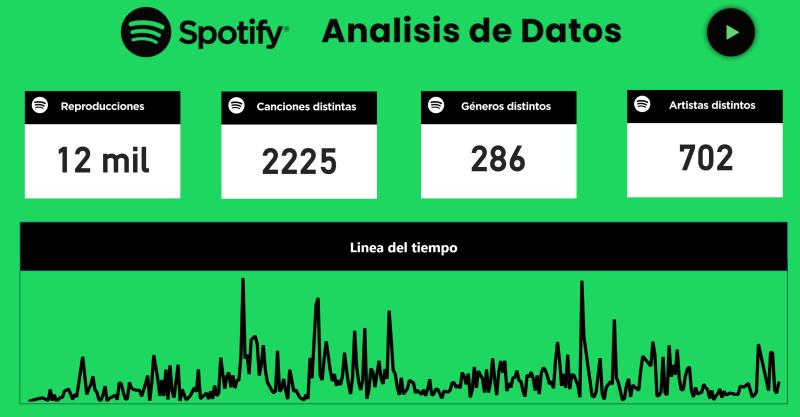 Spotify®
Analisis de Datos
Reproducciones
12 mil
Canciones distintas
2225
Géneros distintos
286
Artistas distintos
702
Linea del tiempo